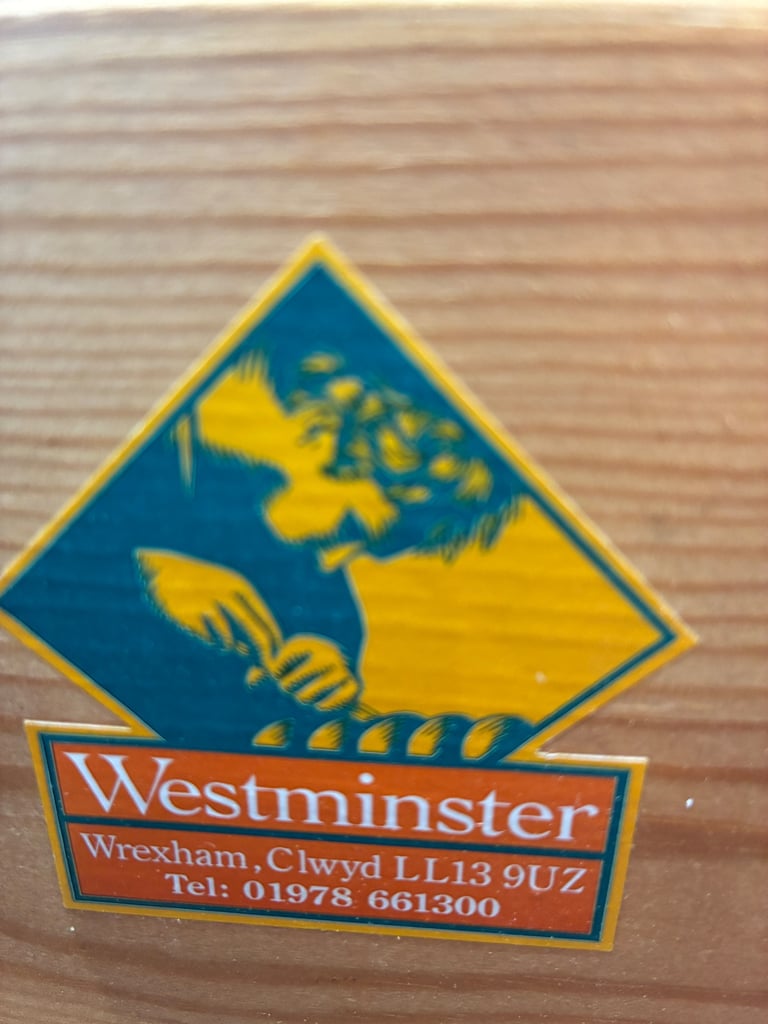 Westminster
Wrexham, Clwyd LL13 9UZ
Tel: 01978 661300